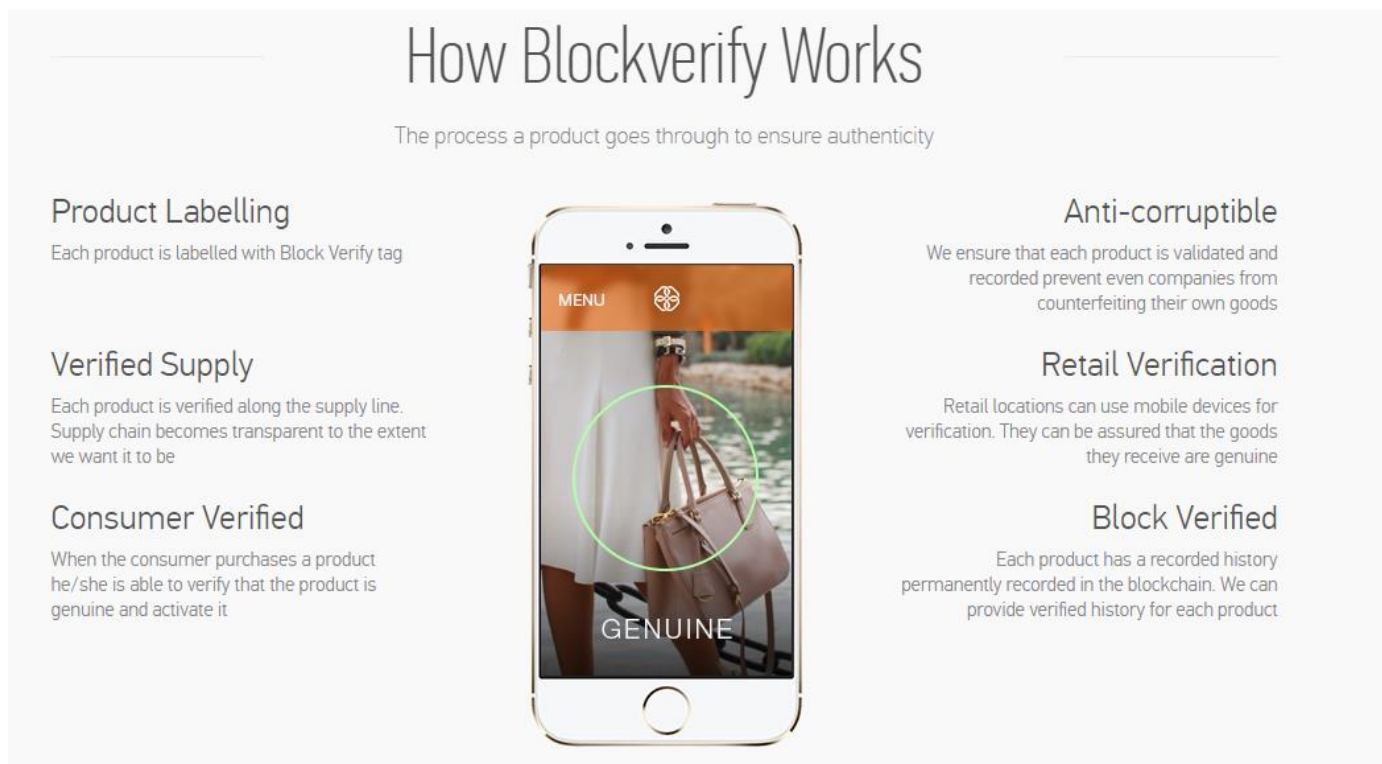 How Blockverify Works
The process a product goes through to ensure authenticity
Product Labelling
Each product is labelled with Block Verify tag
Verified Supply
Each product is verified along the supply line.
Supply chain becomes transparent to the extent
we want it to be
Consumer Verified
When the consumer purchases a product
he/she is able to verify that the product is
genuine and activate it
MENU
GENUINE
Anti-corruptible
We ensure that each product is validated and
recorded prevent even companies from
counterfeiting their own goods
Retail Verification
Retail locations can use mobile devices for
verification. They can be assured that the goods
they receive are genuine
Block Verified
Each product has a recorded history
permanently recorded in the blockchain. We can
provide verified history for each product